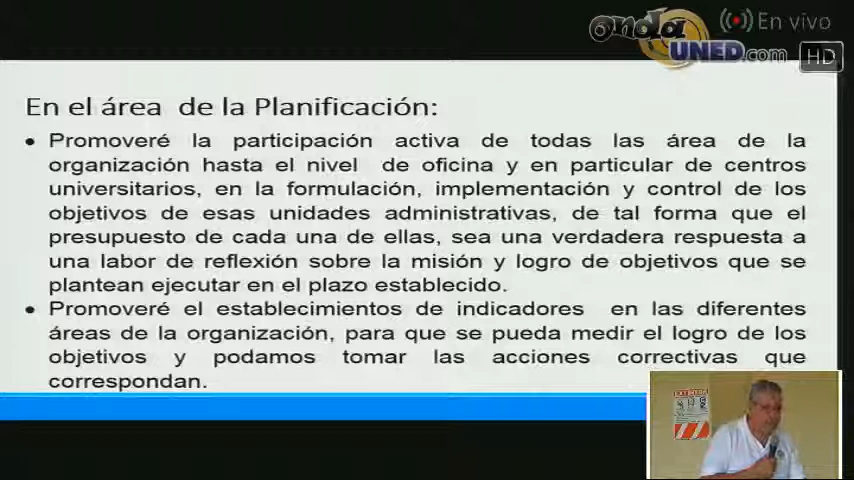 onda
UNED.com
En vivo
HD
En el área de la Planificación:
• Promoveré la participación activa de todas las área de la
organización hasta el nivel de oficina y en particular de centros
universitarios, en la formulación, implementación y control de los
objetivos de esas unidades administrativas, de tal forma que el
presupuesto de cada una de ellas, sea una verdadera respuesta a
una labor de reflexión sobre la misión y logro de objetivos que se
plantean ejecutar en el plazo establecido.
• Promoveré el establecimientos de indicadores en las diferentes
áreas de la organización, para que se pueda medir el logro de los
objetivos y podamos tomar las acciones correctivas que
correspondan.